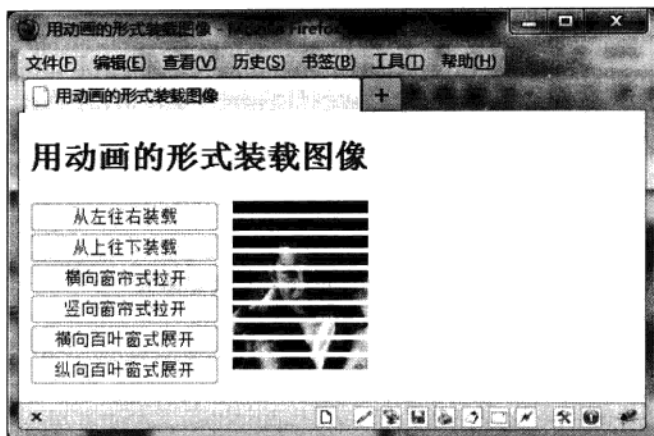 用动画的形式装载图像 - Mozilla Firefox
文件(F) 编辑(E) 查看(V) 历史(S) 书签(B) 工具(T) 帮助(H)
用动画的形式装载图像 +
用动画的形式装载图像
从左往右装载
从上往下装载
横向窗帘式拉开
竖向窗帘式拉开
横向百叶窗式展开
纵向百叶窗式展开